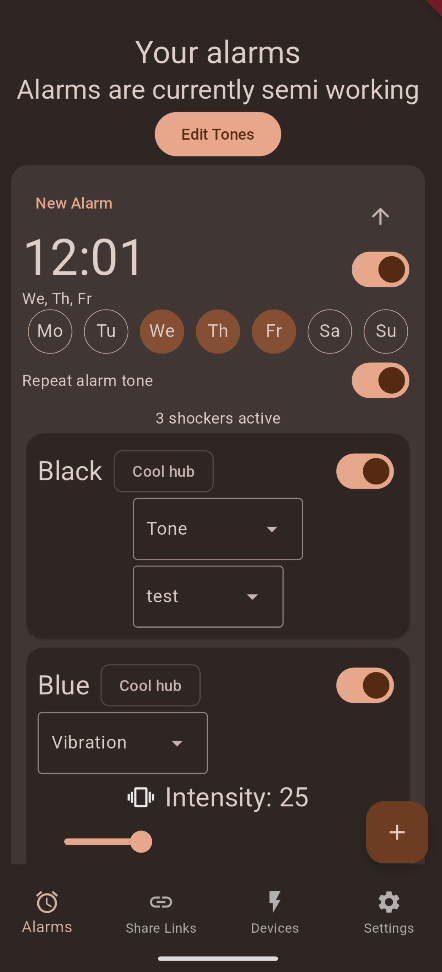 Your alarms
Alarms are currently semi working
Edit Tones
New Alarm
12:01
We, Th, Fr
Mo Tu We Th Fr Sa Su
Repeat alarm tone
3 shockers active
Black Cool hub
Tone
test
Blue Cool hub
Vibration
Intensity: 25
+
Alarms Share Links Devices Settings